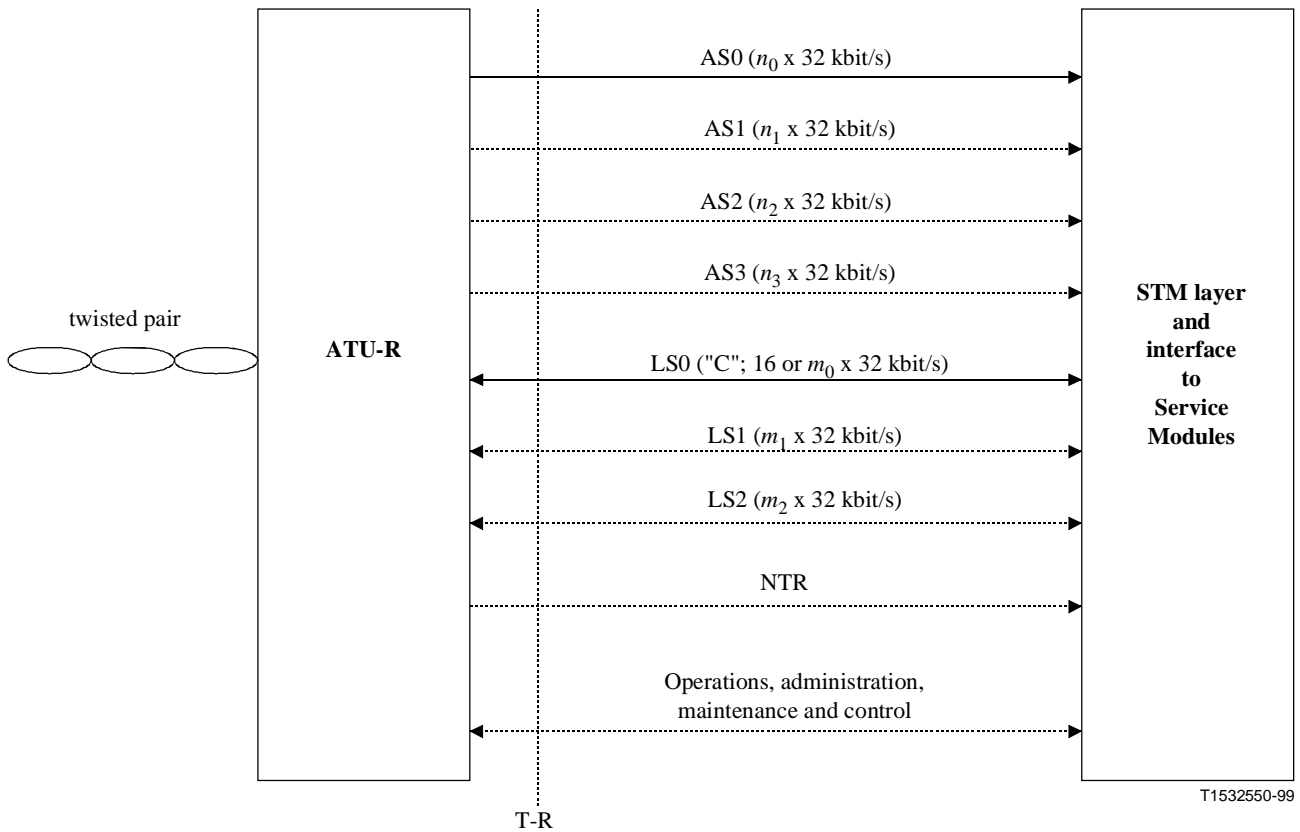 AS0 (n0 x 32 kbit/s)
AS1 (n1 x 32 kbit/s)
AS2 (n2 x 32 kbit/s)
AS3 (n3 x 32 kbit/s)
twisted pair
ATU-R
STM layer
and
interface
to
Service
Modules
LS0 ("C"; 16 or m0 x 32 kbit/s)
LS1 (m1 x 32 kbit/s)
LS2 (m2 x 32 kbit/s)
NTR
Operations, administration,
maintenance and control
T1532550-99
T-R